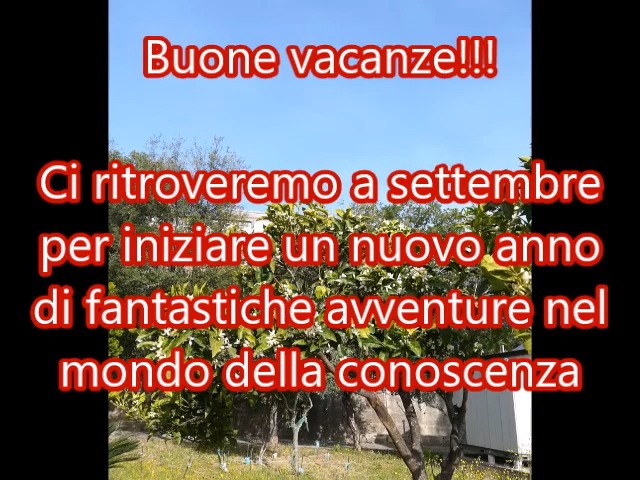 Buone vacanze!!!
Ci ritroveremo a settembre
per iniziare un nuovo anno
di fantastiche avventure nel
mondo della conoscenza